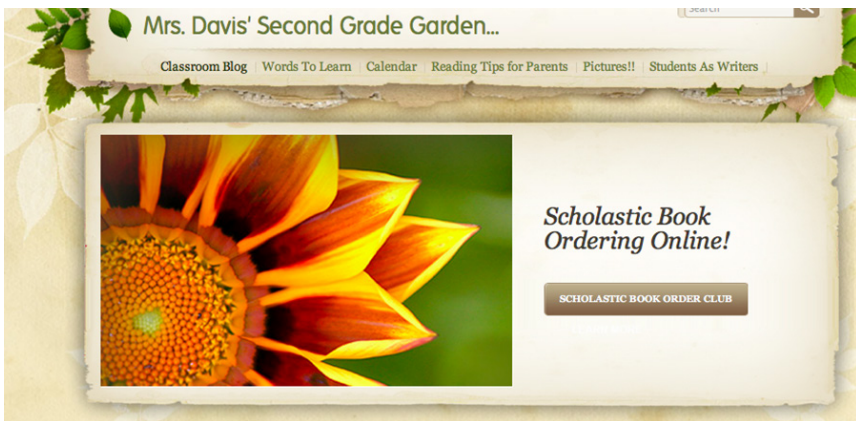 Search
Mrs. Davis' Second Grade Garden...
Classroom Blog Words To Learn Calendar Reading Tips for Parents Pictures!! Students As Writers
Scholastic Book
Ordering Online!
SCHOLASTIC BOOK ORDER CLUB